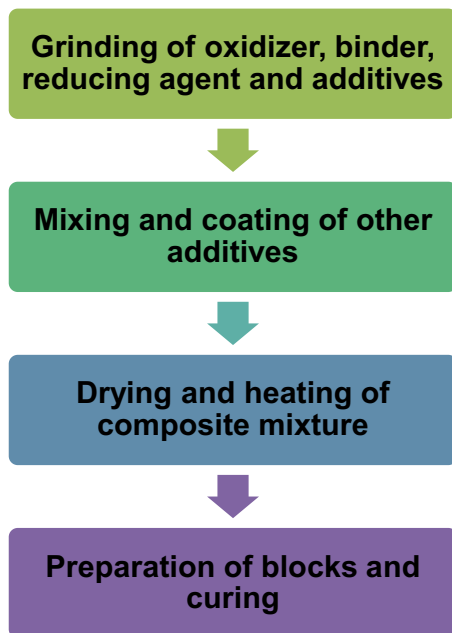 Grinding of oxidizer, binder,
reducing agent and additives
Mixing and coating of other
additives
Drying and heating of
composite mixture
Preparation of blocks and
curing